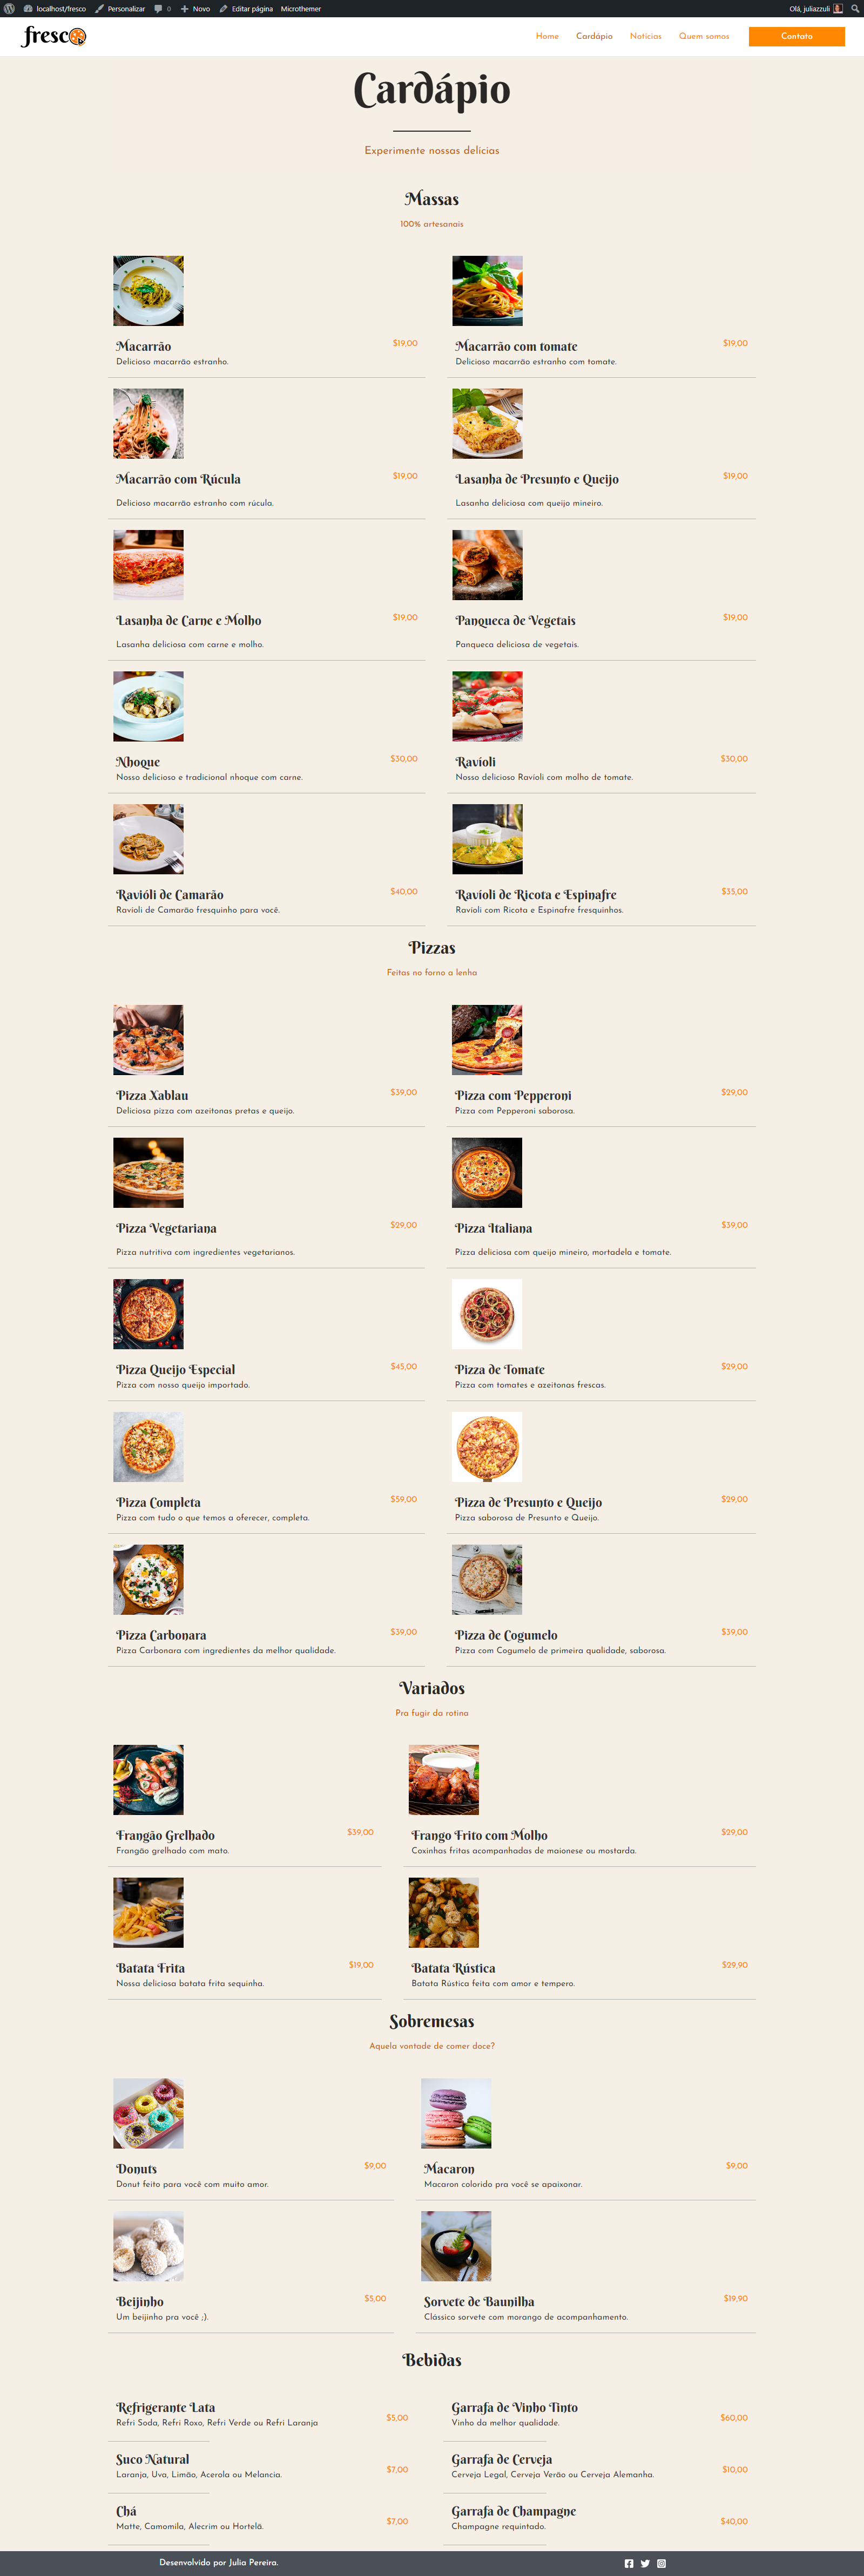 localhost/fresco Personalizar 0 Novo Editar página Microthemer Olá, juliazzuli
fresco Home Cardápio Notícias Quem somos Contato
Cardápio
Experimente nossas delícias
Massas
100% artesanais
Macarrão $19,00 Macarrão com tomate $19,00
Delicioso macarrão estranho. Delicioso macarrão estranho com tomate.
Macarrão com Rúcula $19,00 Lasanha de Presunto e Queijo $19,00
Delicioso macarrão estranho com rúcula. Lasanha deliciosa com queijo mineiro.
Lasanha de Carne e Molho $19,00 Panqueca de Vegetais $19,00
Lasanha deliciosa com carne e molho. Panqueca deliciosa de vegetais.
Nhoque $30,00 Ravíoli $30,00
Nosso delicioso e tradicional nhoque com carne. Nosso delicioso Ravíoli com molho de tomate.
Ravióli de Camarão $40,00 Ravíoli de Ricota e Espinafre $35,00
Ravíoli de Camarão fresquinho para você. Ravíoli com Ricota e Espinafre fresquinhos.
Pizzas
Feitas no forno a lenha
Pizza Xablau $39,00 Pizza com Pepperoni $29,00
Deliciosa pizza com azeitonas pretas e queijo. Pizza com Pepperoni saborosa.
Pizza Vegetariana $29,00 Pizza Italiana $39,00
Pizza nutritiva com ingredientes vegetarianos. Pizza deliciosa com queijo mineiro, mortadela e tomate.
Pizza Queijo Especial $45,00 Pizza de Tomate $29,00
Pizza com nosso queijo importado. Pizza com tomates e azeitonas frescas.
Pizza Completa $59,00 Pizza de Presunto e Queijo $29,00
Pizza com tudo o que temos a oferecer, completa. Pizza saborosa de Presunto e Queijo.
Pizza Carbonara $39,00 Pizza de Cogumelo $39,00
Pizza Carbonara com ingredientes da melhor qualidade. Pizza com Cogumelo de primeira qualidade, saborosa.
Variados
Pra fugir da rotina
Frangão Grelhado $39,00 Frango Frito com Molho $29,00
Frangão grelhado com mato. Coxinhas fritas acompanhadas de maionese ou mostarda.
Batata Frita $19,00 Batata Rústica $29,90
Nossa deliciosa batata frita sequinha. Batata Rústica feita com amor e tempero.
Sobremesas
Aquela vontade de comer doce?
Donuts $9,00 Macaron $9,00
Donut feito para você com muito amor. Macaron colorido pra você se apaixonar.
Beijinho $5,00 Sorvete de Baunilha $19,90
Um beijinho pra você ;). Clássico sorvete com morango de acompanhamento.
Bebidas
Refrigerante Lata $5,00 Garrafa de Vinho Tinto $60,00
Refri Soda, Refri Roxo, Refri Verde ou Refri Laranja Vinho da melhor qualidade.
Suco Natural $7,00 Garrafa de Cerveja $10,00
Laranja, Uva, Limão, Acerola ou Melancia. Cerveja Legal, Cerveja Verão ou Cerveja Alemanha.
Chá $7,00 Garrafa de Champagne $40,00
Matte, Camomila, Alecrim ou Hortelã. Champagne requintado.
Desenvolvido por Julia Pereira.